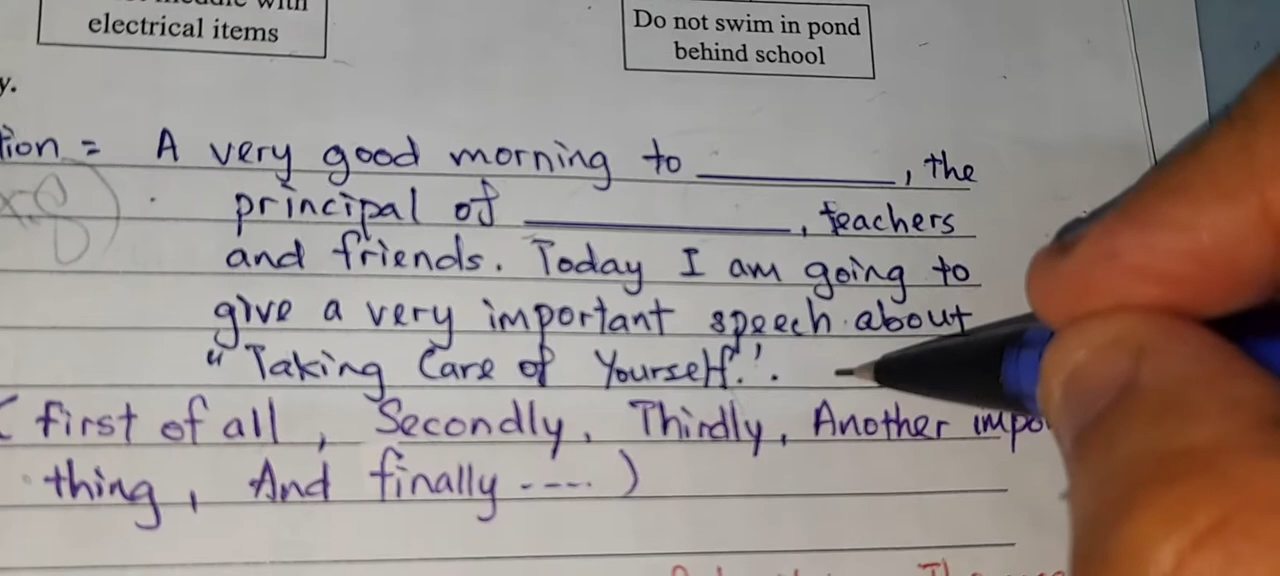 with
electrical items
Do not swim in pond
behind school
y.
tion = A very good morning to ________, the
principal of ________, teachers
and friends. Today I am going to
give a very important speech about
"Taking Care of Yourself.'.
( first of all, Secondly, Thirdly, Another impo
thing, And finally ----)